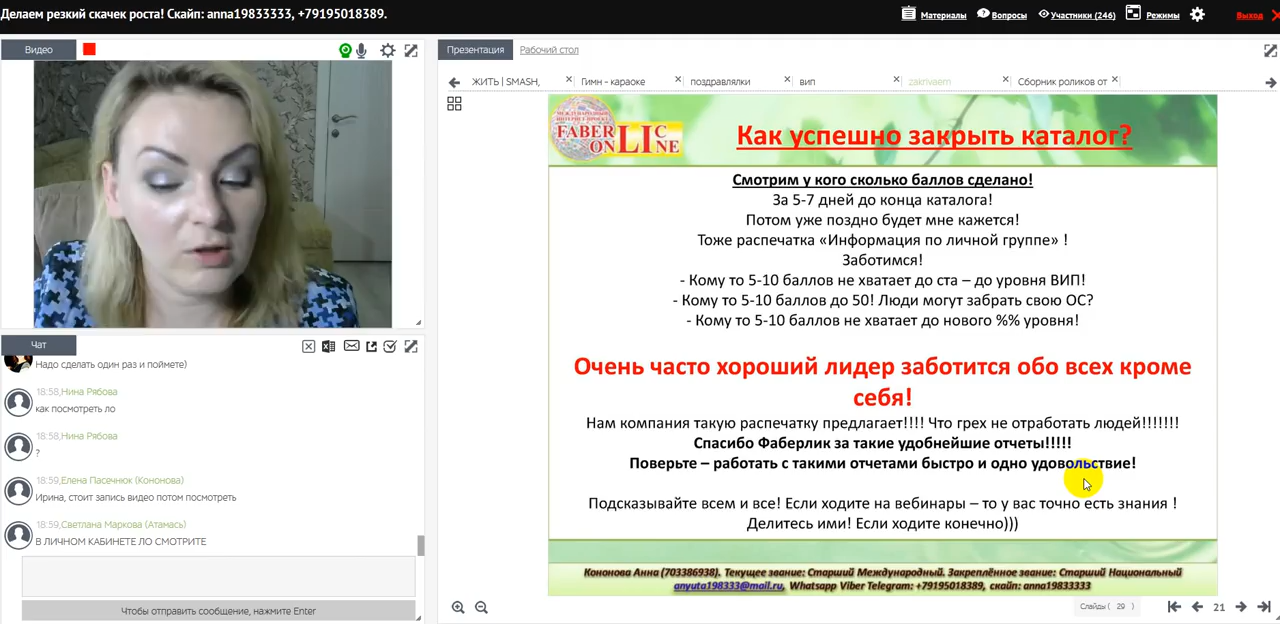 Делаем резкий скачек роста! Скайп: anna19833333, +79195018389.
Материалы
Вопросы
Участники (246)
Режимы
Выход
Видео
Презентация
Рабочий стол
ЖИТЬ | SMASH,
Гимн - караоке
поздравлялки
вип
zakriveem
Сборник роликов от
МЕЖДУНАРОДНЫЙ
ИНТЕРНЕТ-ПРОЕКТ
FABERLIC
ONLINE
Как успешно закрыть каталог?
Смотрим у кого сколько баллов сделано!
За 5-7 дней до конца каталога!
Потом уже поздно будет мне кажется!
Тоже распечатка «Информация по личной группе» !
Заботимся!
- Кому то 5-10 баллов не хватает до ста – до уровня ВИП!
- Кому то 5-10 баллов до 50! Люди могут забрать свою ОС?
- Кому то 5-10 баллов не хватает до нового %% уровня!
Очень часто хороший лидер заботится обо всех кроме
себя!
Нам компания такую распечатку предлагает!!!! Что грех не отработать людей!!!!!!!
Спасибо Фаберлик за такие удобнейшие отчеты!!!!!
Поверьте – работать с такими отчетами быстро и одно удовольствие!
Подсказывайте всем и все! Если ходите на вебинары – то у вас точно есть знания !
Делитесь ими! Если ходите конечно)))
Кононова Анна (703386938). Текущее звание: Старший Международный. Закреплённое звание: Старший Национальный
anyuta198333@mail.ru, Whatsapp Viber Telegram: +79195018389, скайп: anna19833333
Чат
Надо сделать один раз и поймете)
18:58,Нина Рябова
как посмотреть ло
18:58,Нина Рябова
?
18:59,Елена Пасечнюк (Кононова)
Ирина, стоит запись видео потом посмотреть
18:59,Светлана Маркова (Атамась)
В ЛИЧНОМ КАБИНЕТЕ ЛО СМОТРИТЕ
Чтобы отправить сообщение, нажмите Enter
Слайды ( 29 )
21